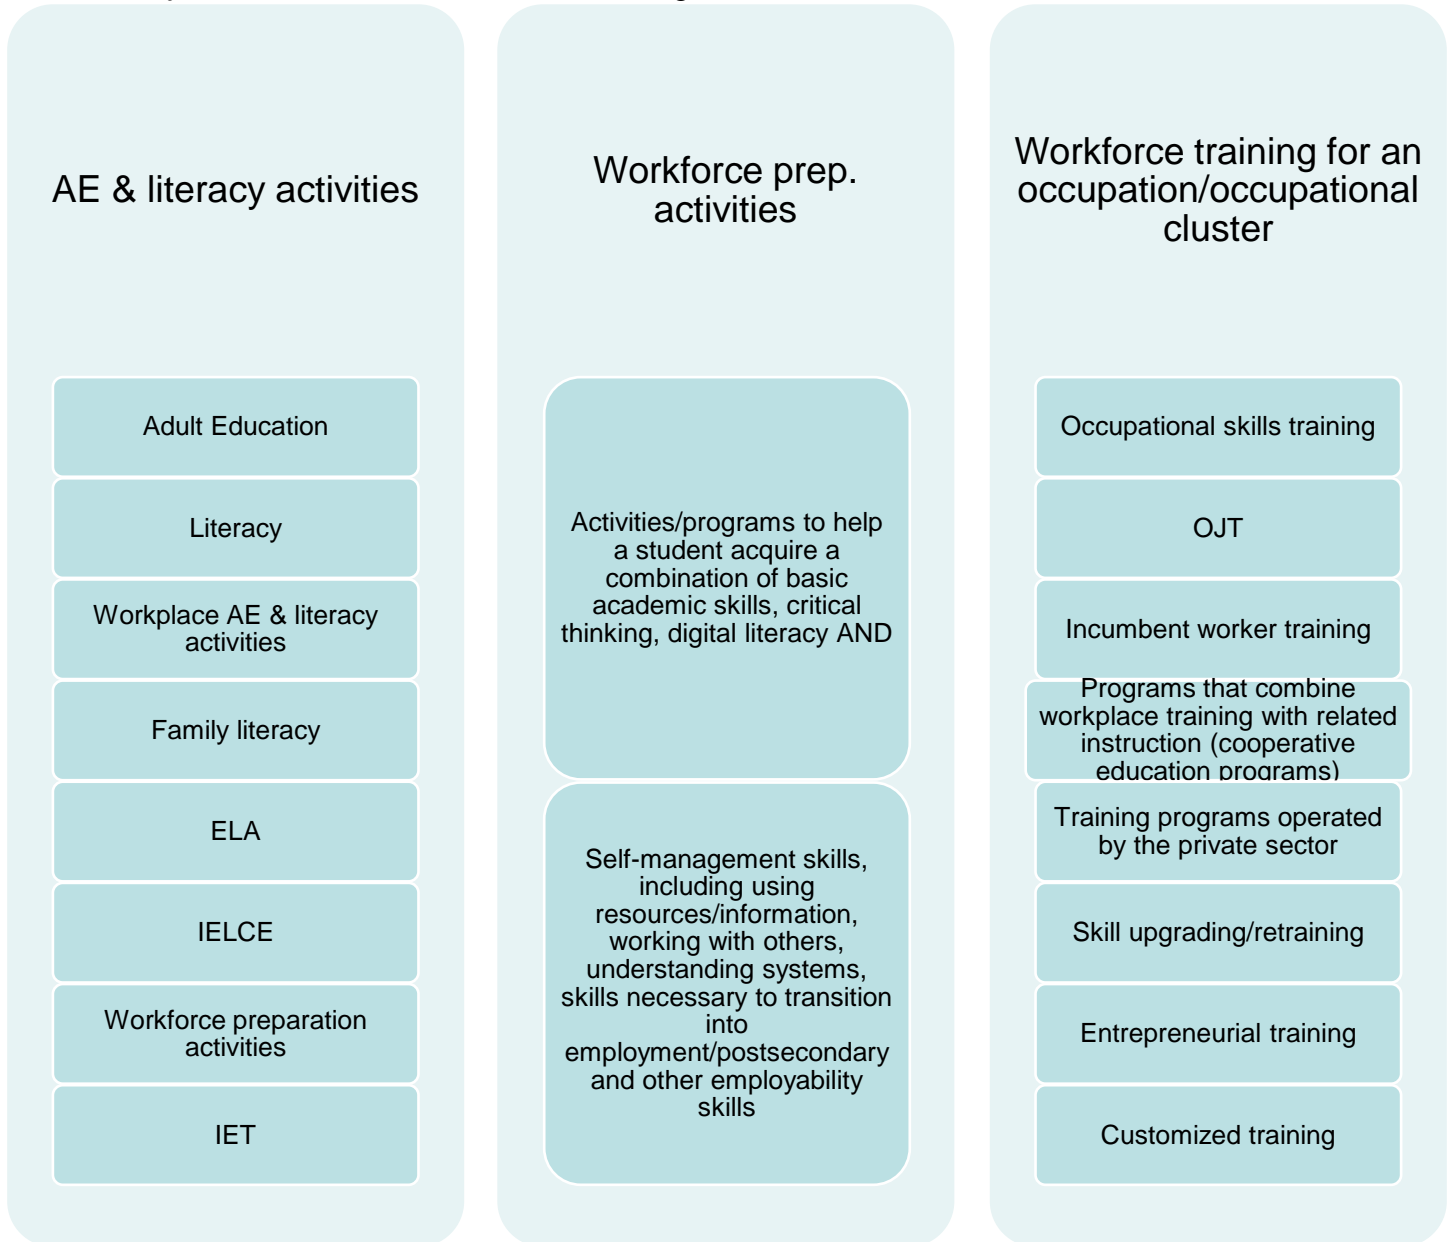 AE & literacy activities
Adult Education
Literacy
Workplace AE & literacy
activities
Family literacy
ELA
IELCE
Workforce preparation
activities
IET
Workforce prep.
activities
Activities/programs to help
a student acquire a
combination of basic
academic skills, critical
thinking, digital literacy AND
Self-management skills,
including using
resources/information,
working with others,
understanding systems,
skills necessary to transition
into
employment/postsecondary
and other employability
skills
Workforce training for an
occupation/occupational
cluster
Occupational skills training
OJT
Incumbent worker training
Programs that combine
workplace training with related
instruction (cooperative
education programs)
Training programs operated
by the private sector
Skill upgrading/retraining
Entrepreneurial training
Customized training